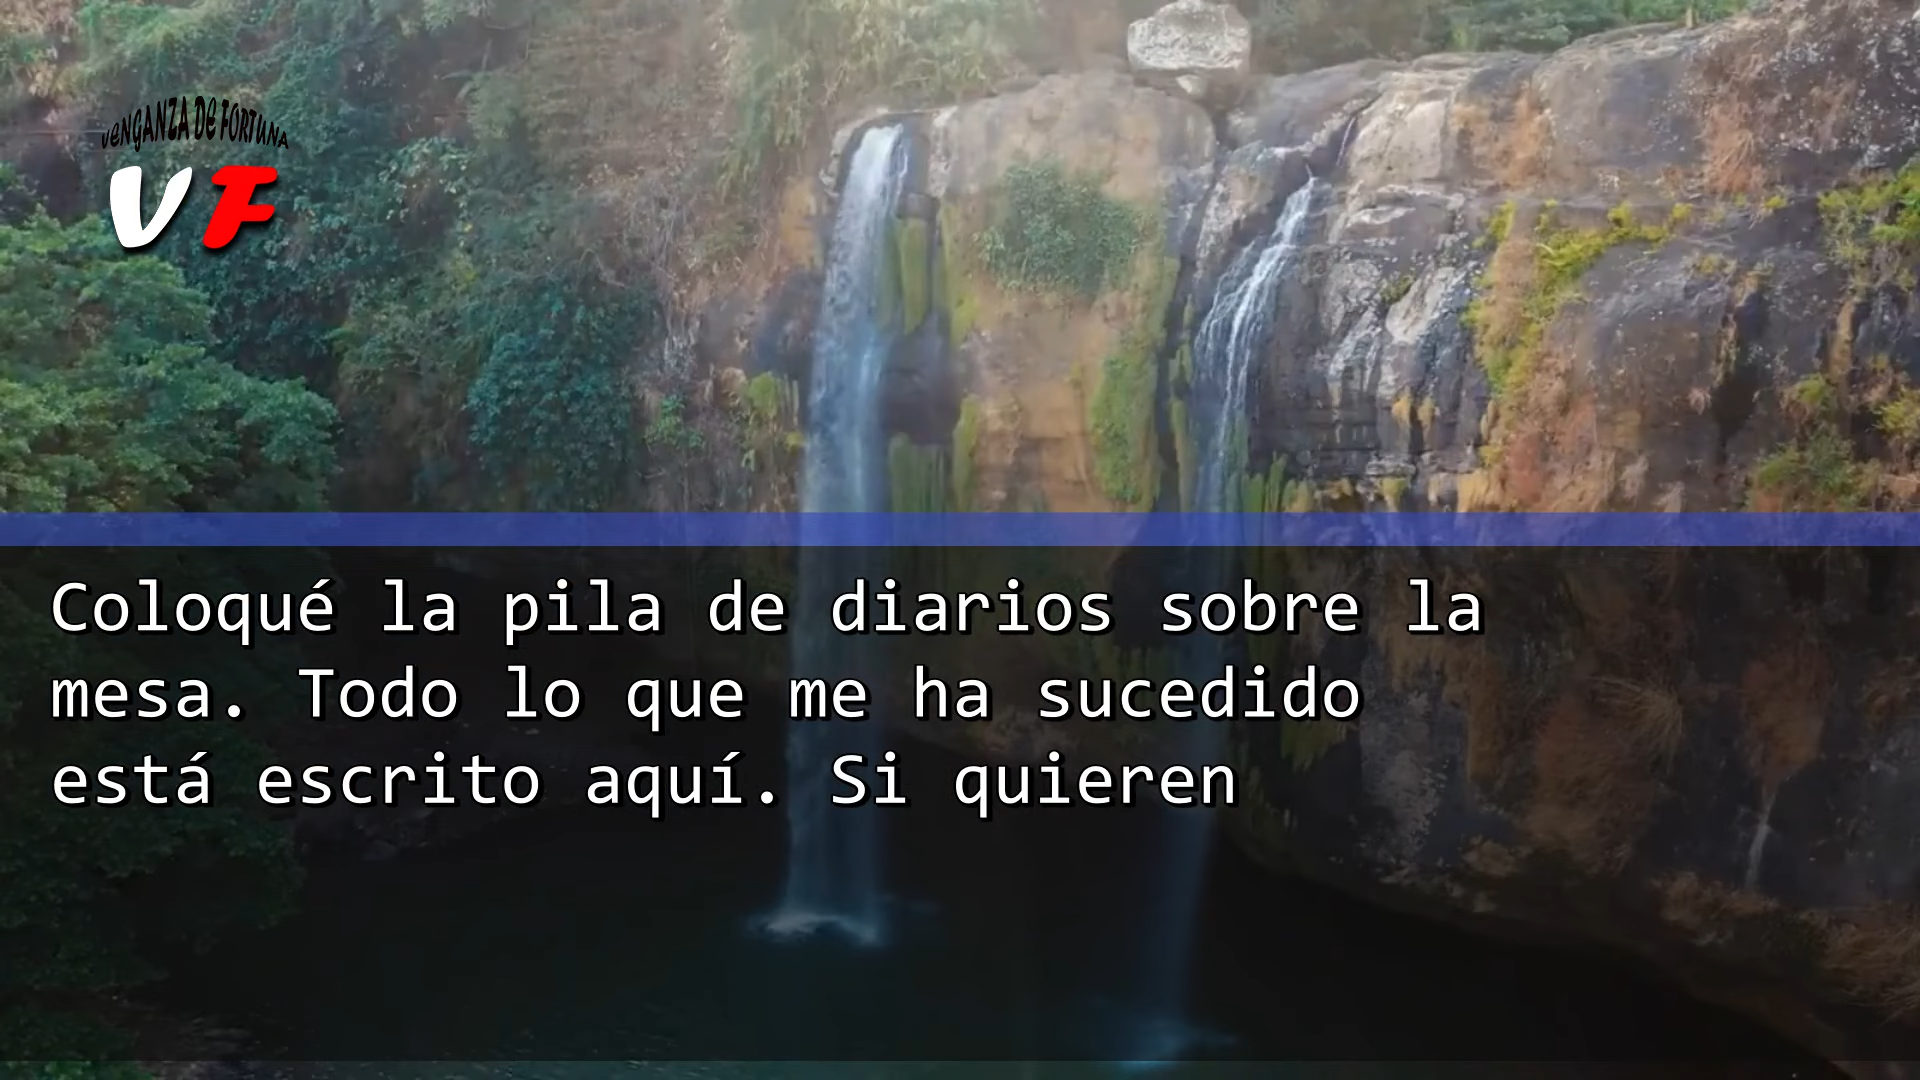 VENGANZA DE FORTUNA
VF
Coloqué la pila de diarios sobre la
mesa. Todo lo que me ha sucedido
está escrito aquí. Si quieren